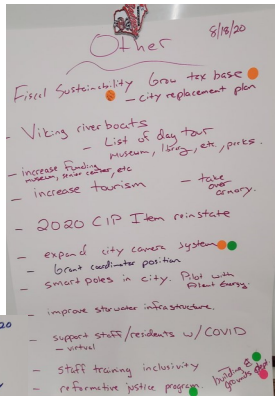 8/18/20
Other
Fiscal Sustainability Grow tax base
- city replacement plan
- Viking riverboats
- List of day tour
museum, library, etc, parks.
- increase funding
museum, senior center, etc
- take over armory.
- increase tourism
- 2020 CIP Item reinstate
- expand city camera system
- Grant coordinator position
- smart poles in city. Pilot with Alliant Energy.
- improve stormwater infrastructure.
20
- support staff/residents w/ COVID
- virtual
- staff training inclusivity
- building & grounds dept
- reformative justice program.